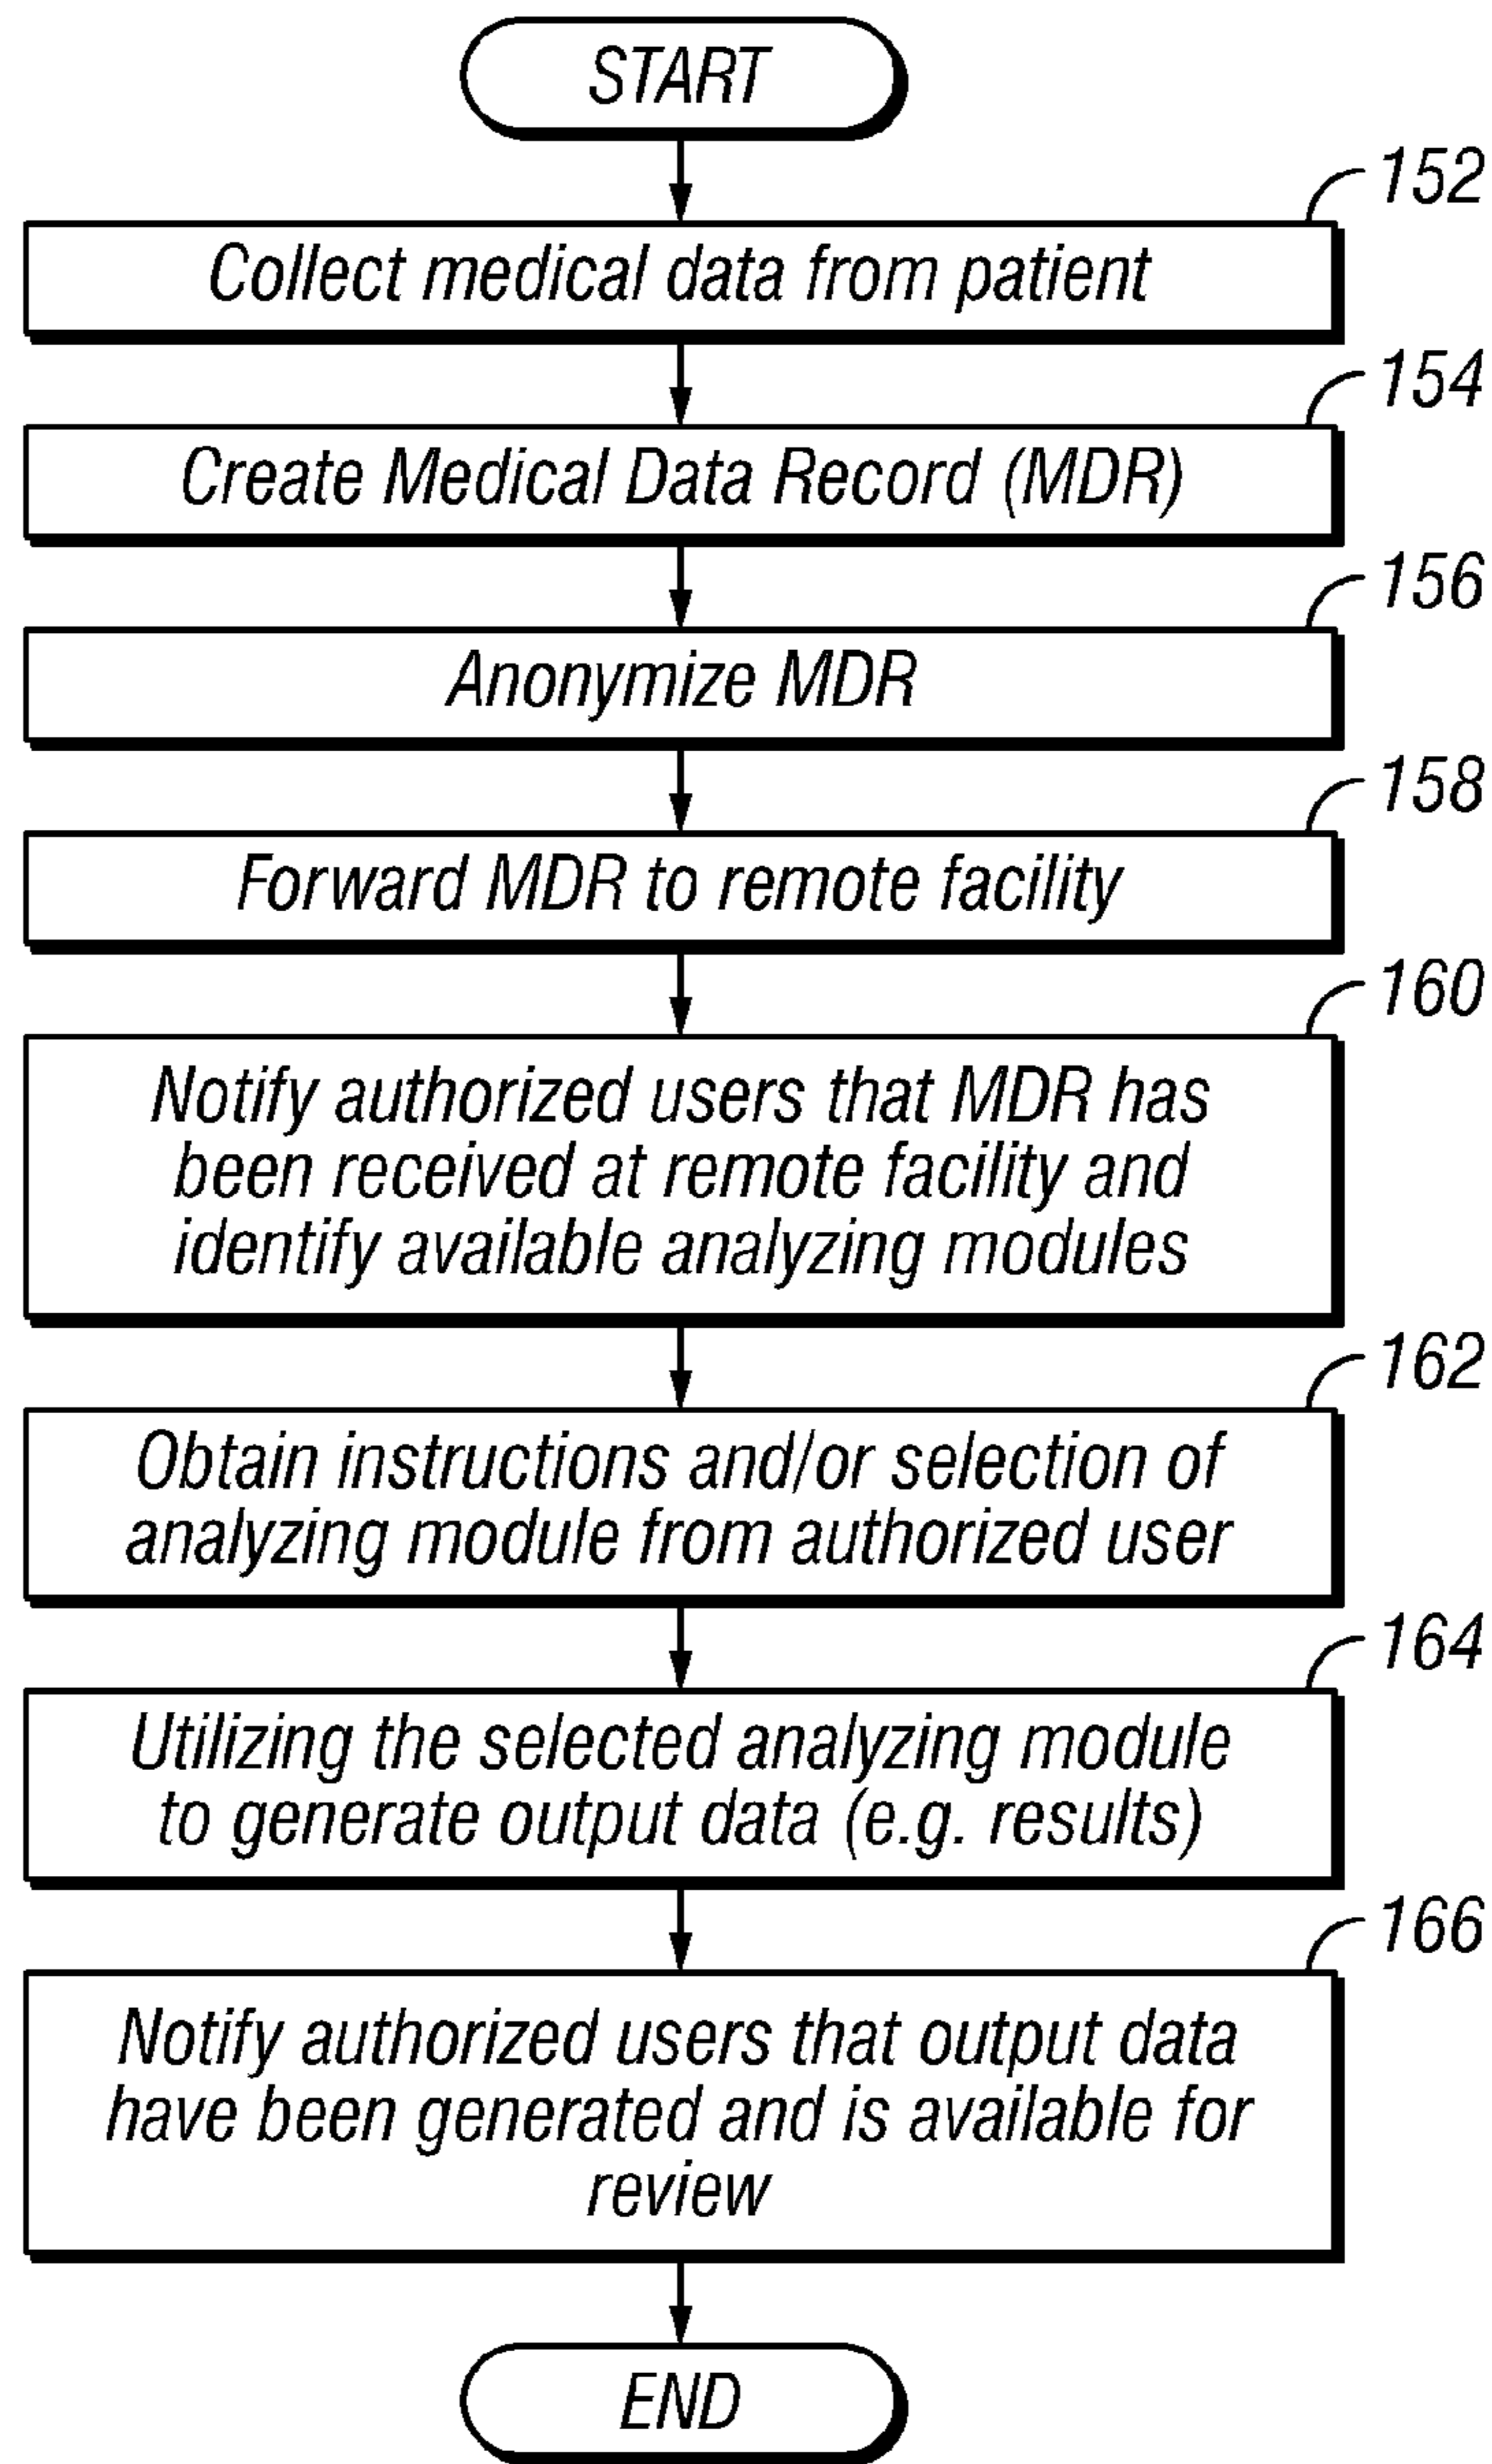 START
152
Collect medical data from patient
154
Create Medical Data Record (MDR)
156
Anonymize MDR
158
Forward MDR to remote facility
160
Notify authorized users that MDR has
been received at remote facility and
identify available analyzing modules
162
Obtain instructions and/or selection of
analyzing module from authorized user
164
Utilizing the selected analyzing module
to generate output data (e.g. results)
166
Notify authorized users that output data
have been generated and is available for
review
END